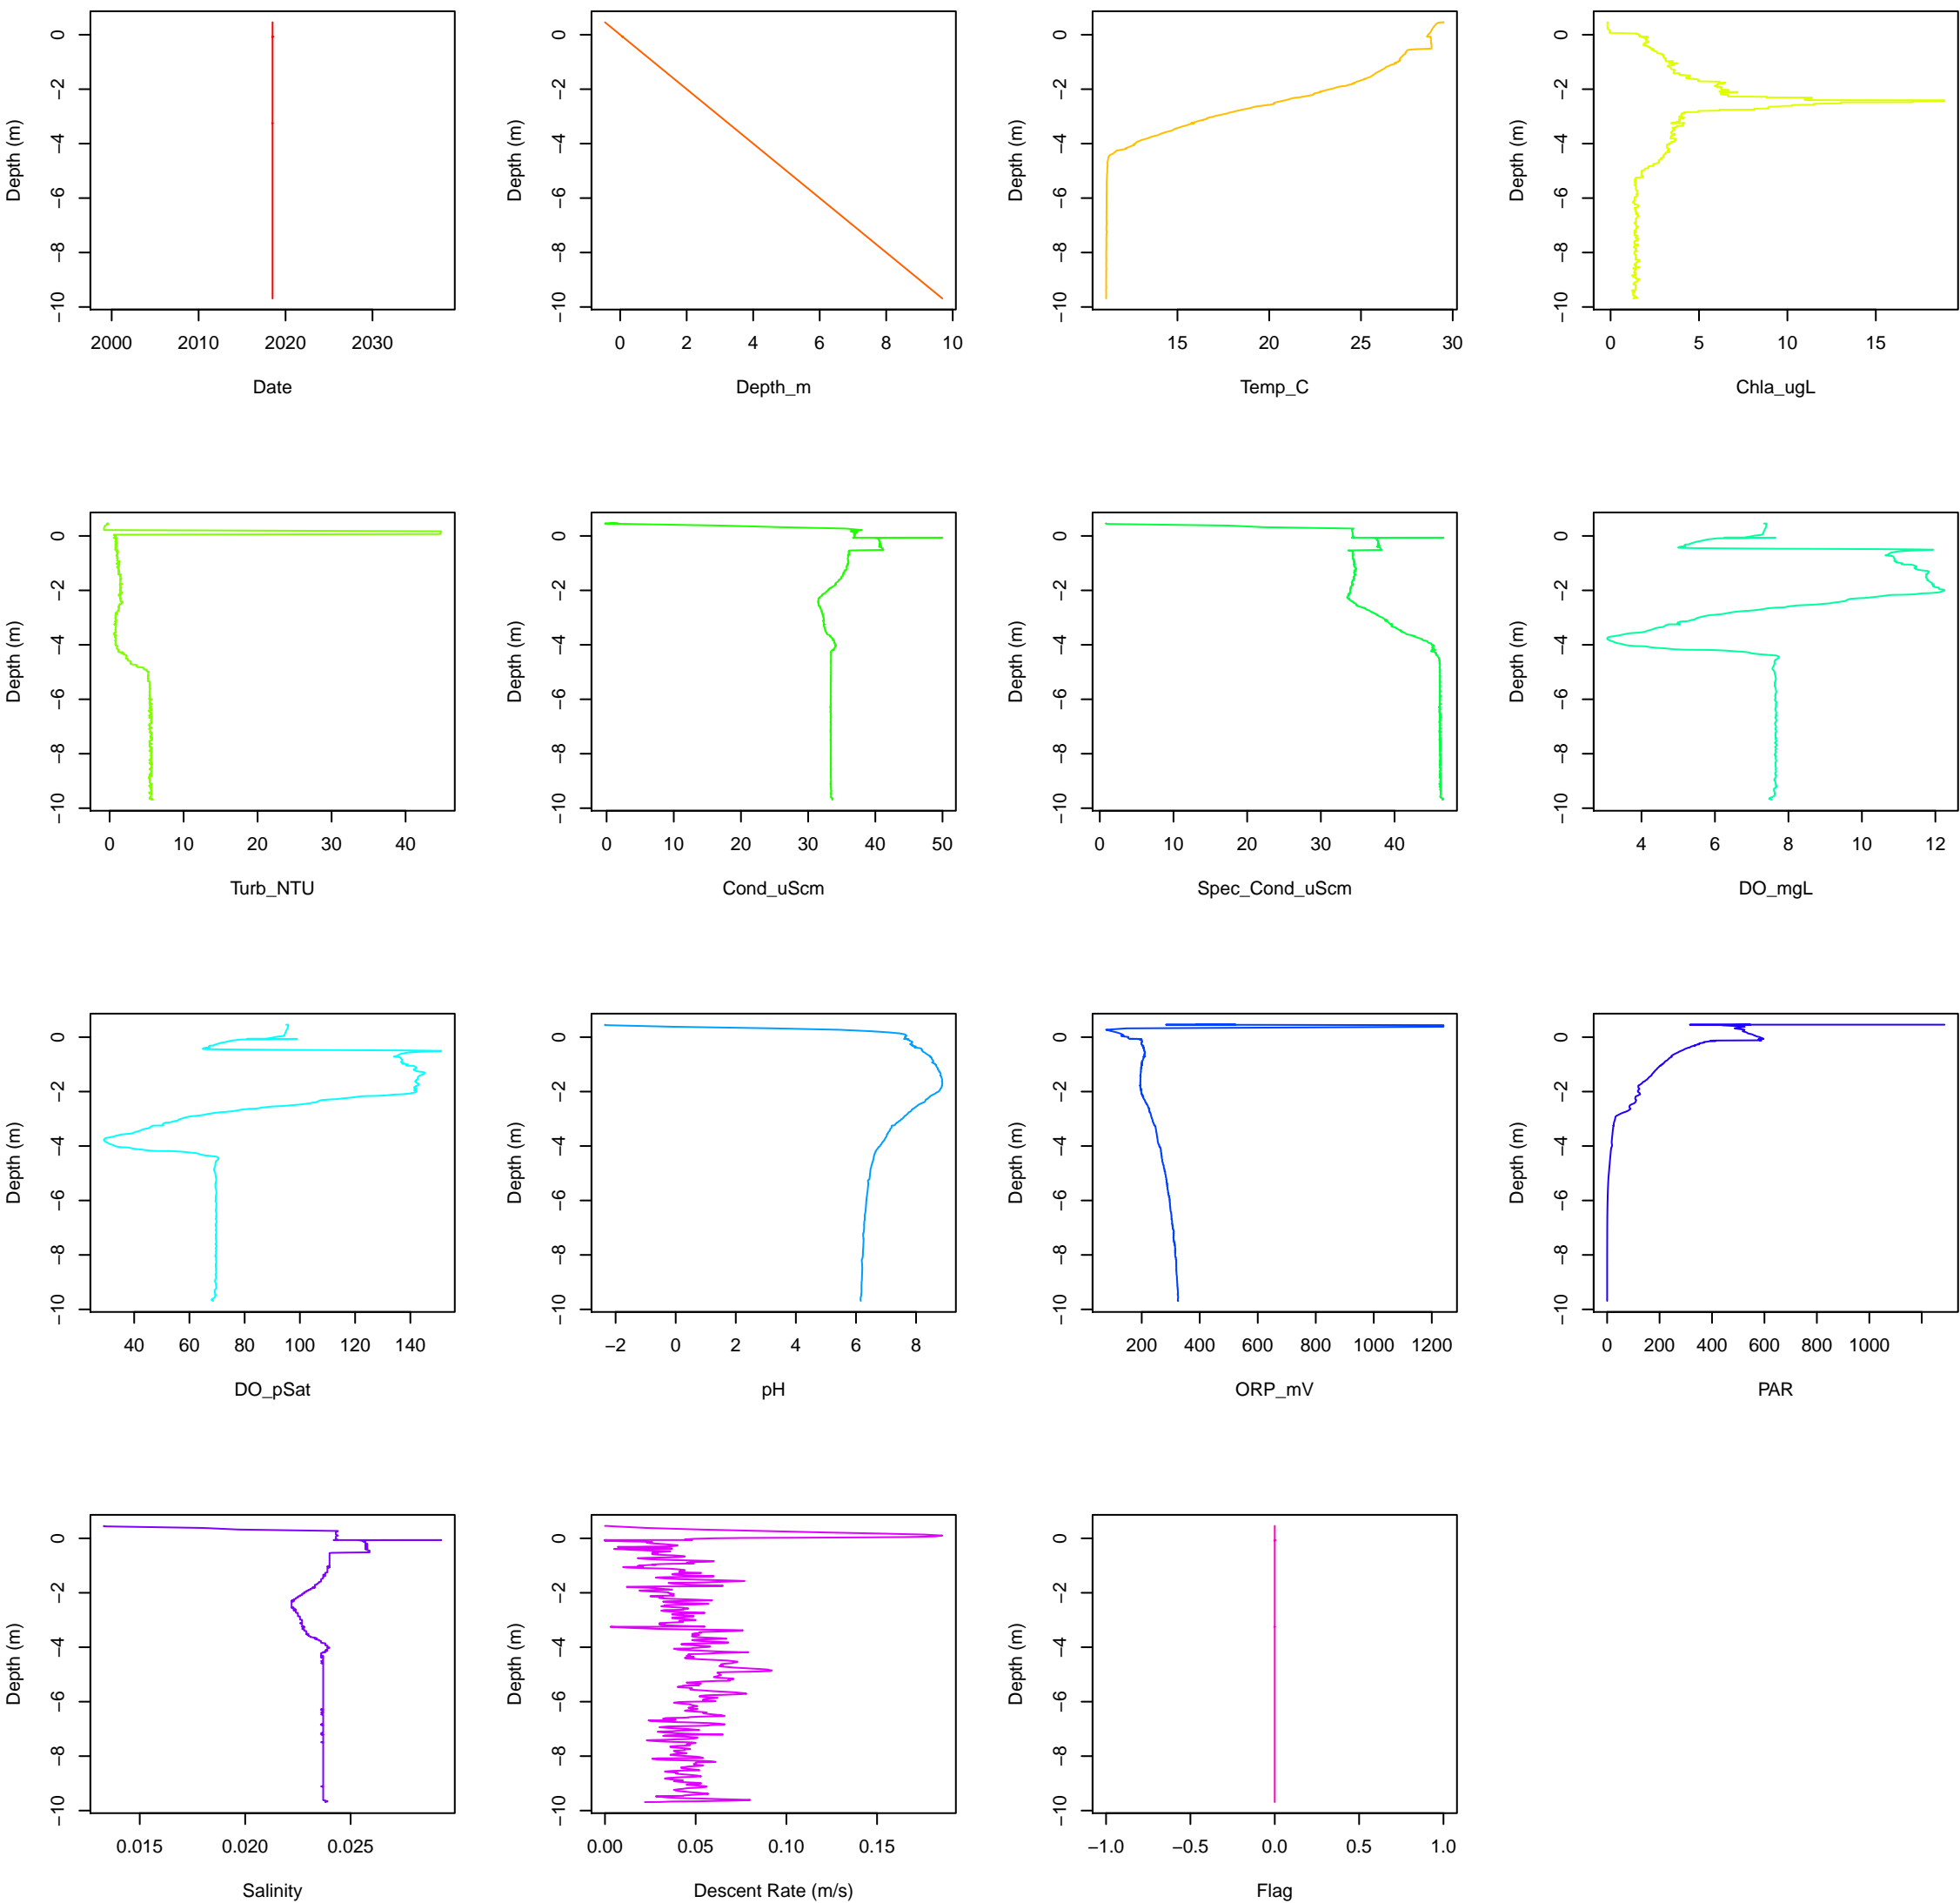 Depth (m)
0
−2
−4
−6
−8
−10
2000 2010 2020 2030
Date
Depth (m)
0
−2
−4
−6
−8
−10
0 2 4 6 8 10
Depth_m
Depth (m)
0
−2
−4
−6
−8
−10
15 20 25 30
Temp_C
Depth (m)
0
−2
−4
−6
−8
−10
0 5 10 15
Chla_ugL
Depth (m)
0
−2
−4
−6
−8
−10
0 10 20 30 40
Turb_NTU
Depth (m)
0
−2
−4
−6
−8
−10
0 10 20 30 40 50
Cond_uScm
Depth (m)
0
−2
−4
−6
−8
−10
0 10 20 30 40
Spec_Cond_uScm
Depth (m)
0
−2
−4
−6
−8
−10
4 6 8 10 12
DO_mgL
Depth (m)
0
−2
−4
−6
−8
−10
40 60 80 100 120 140
DO_pSat
Depth (m)
0
−2
−4
−6
−8
−10
−2 0 2 4 6 8
pH
Depth (m)
0
−2
−4
−6
−8
−10
200 400 600 800 1000 1200
ORP_mV
Depth (m)
0
−2
−4
−6
−8
−10
0 200 400 600 800 1000
PAR
Depth (m)
0
−2
−4
−6
−8
−10
0.015 0.020 0.025
Salinity
Depth (m)
0
−2
−4
−6
−8
−10
0.00 0.05 0.10 0.15
Descent Rate (m/s)
Depth (m)
0
−2
−4
−6
−8
−10
−1.0 −0.5 0.0 0.5 1.0
Flag